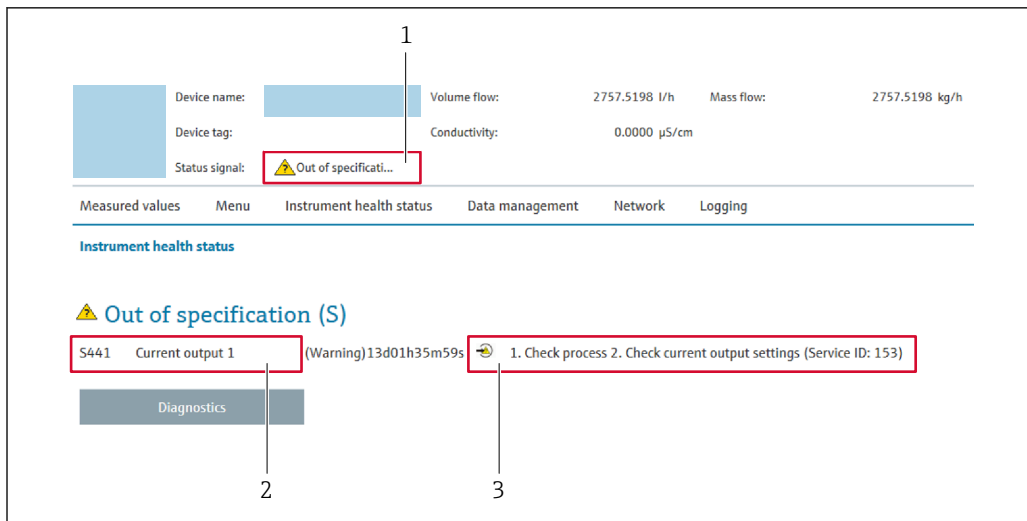 1
Device name: Volume flow: 2757.5198 l/h Mass flow: 2757.5198 kg/h
Device tag: Conductivity: 0.0000 µS/cm
Status signal: Out of specificati...
Measured values Menu Instrument health status Data management Network Logging
Instrument health status
Out of specification (S)
S441 Current output 1 (Warning)13d01h35m59s 1. Check process 2. Check current output settings (Service ID: 153)
Diagnostics
2 3